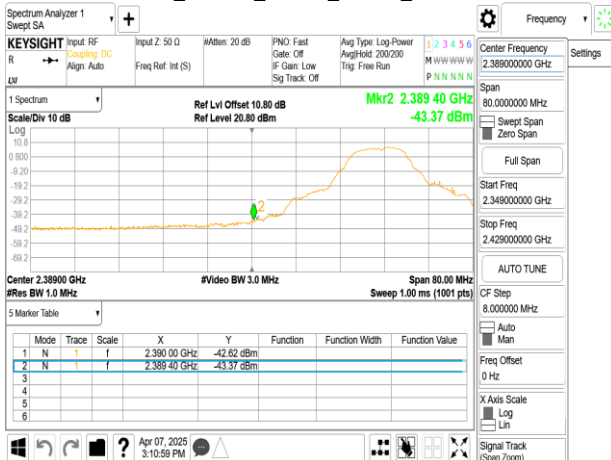 Spectrum Analyzer 1
Swept SA
+
Frequency
Settings
KEYSIGHT
R
Input: RF
Coupling: DC
Align: Auto
Input Z: 50 Ω
Freq Ref: Int (S)
#Atten: 20 dB
PNO: Fast
Gate: Off
IF Gain: Low
Sig Track: Off
Avg Type: Log-Power
Avg|Hold: 200/200
Trig: Free Run
1 2 3 4 5 6
M W W W W W
P N N N N N
1 Spectrum
Scale/Div 10 dB
Ref Lvl Offset 10.80 dB
Ref Level 20.80 dBm
Mkr2 2.389 40 GHz
-43.37 dBm
Log
10.8
0.800
-9.20
-19.2
-29.2
-39.2
-49.2
-59.2
-69.2
2
Center 2.38900 GHz
#Res BW 1.0 MHz
#Video BW 3.0 MHz
Span 80.00 MHz
Sweep 1.00 ms (1001 pts)
5 Marker Table
Mode Trace Scale X Y Function Function Width Function Value
1 N 1 f 2.390 00 GHz -42.62 dBm
2 N 1 f 2.389 40 GHz -43.37 dBm
3
4
5
6
Center Frequency
2.389000000 GHz
Span
80.0000000 MHz
Swept Span
Zero Span
Full Span
Start Freq
2.349000000 GHz
Stop Freq
2.429000000 GHz
AUTO TUNE
CF Step
8.000000 MHz
Auto
Man
Freq Offset
0 Hz
X Axis Scale
Log
Lin
Signal Track
(Span Zoom)
?
Apr 07, 2025
3:10:59 PM